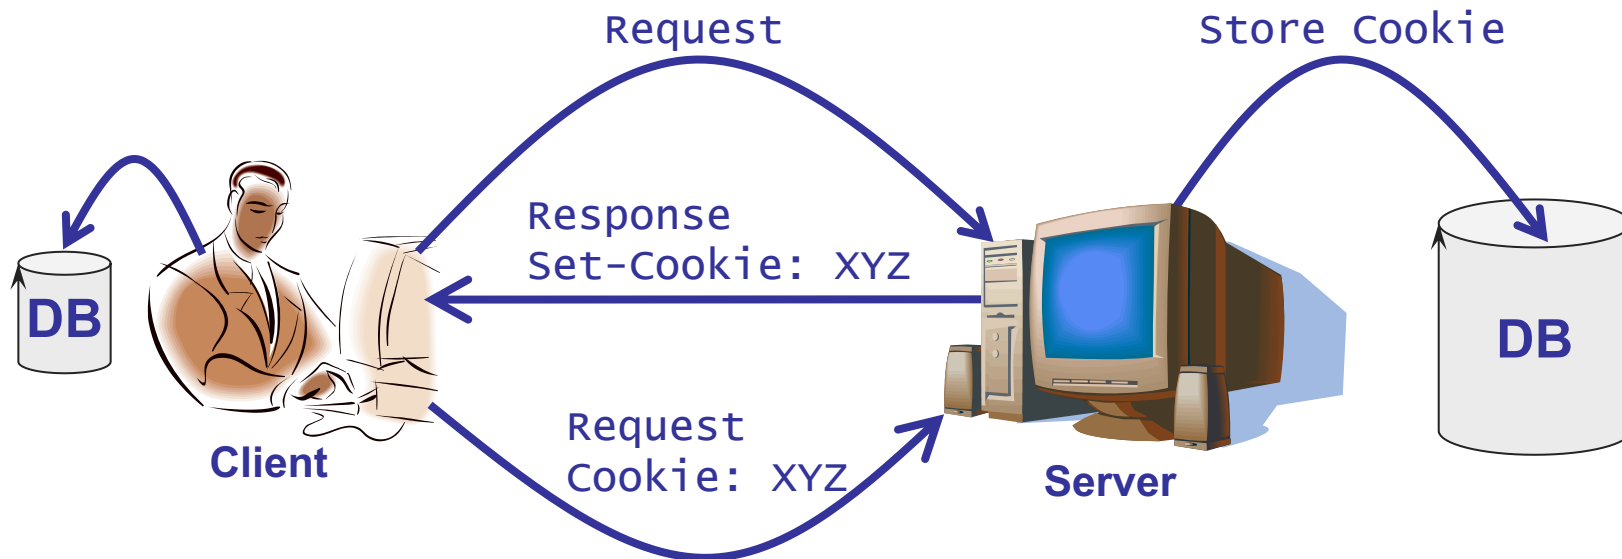 Request
Store Cookie
Response
Set-Cookie: XYZ
DB
DB
Request
Cookie: XYZ
Client
Server